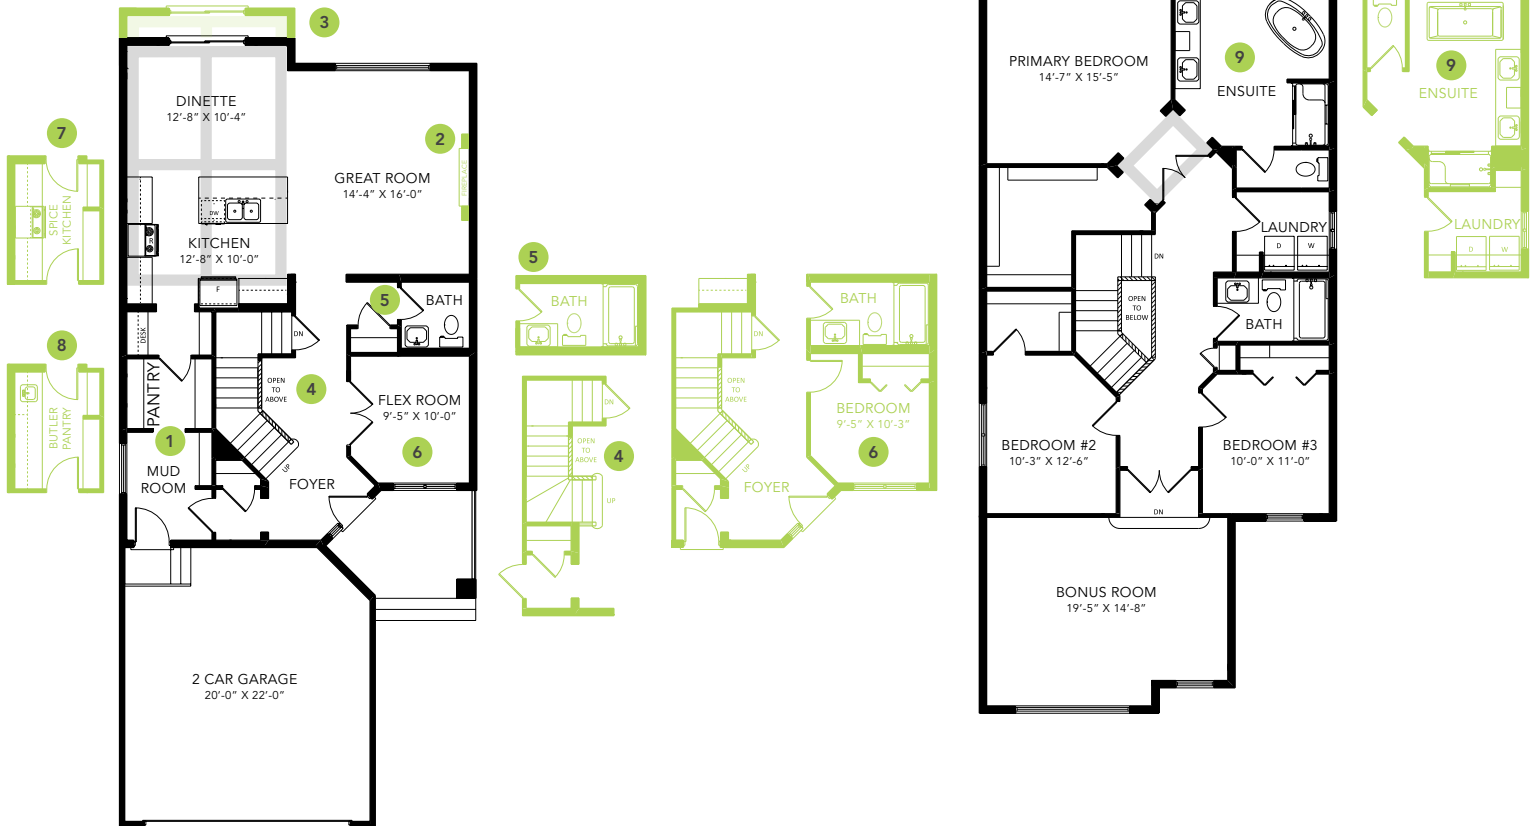 3
DINETTE
12'-8" X 10'-4"
7
SPICE
KITCHEN
2
FIREPLACE
GREAT ROOM
14'-4" X 16'-0"
DW
R
KITCHEN
12'-8" X 10'-0"
F
5
BATH
DESK
DN
8
BUTLER
PANTRY
PANTRY
OPEN
TO
ABOVE
4
FLEX ROOM
9'-5" X 10'-0"
6
1
MUD
ROOM
UP
FOYER
2 CAR GARAGE
20'-0" X 22'-0"
5
BATH
DN
OPEN
TO
ABOVE
4
UP
BATH
DN
OPEN
TO
ABOVE
BEDROOM
9'-5" X 10'-3"
6
UP
FOYER
PRIMARY BEDROOM
14'-7" X 15'-5"
9
ENSUITE
LAUNDRY
D
W
DN
OPEN
TO
BELOW
BATH
BEDROOM #2
10'-3" X 12'-6"
BEDROOM #3
10'-0" X 11'-0"
DN
BONUS ROOM
19'-5" X 14'-8"
9
ENSUITE
LAUNDRY
D
W